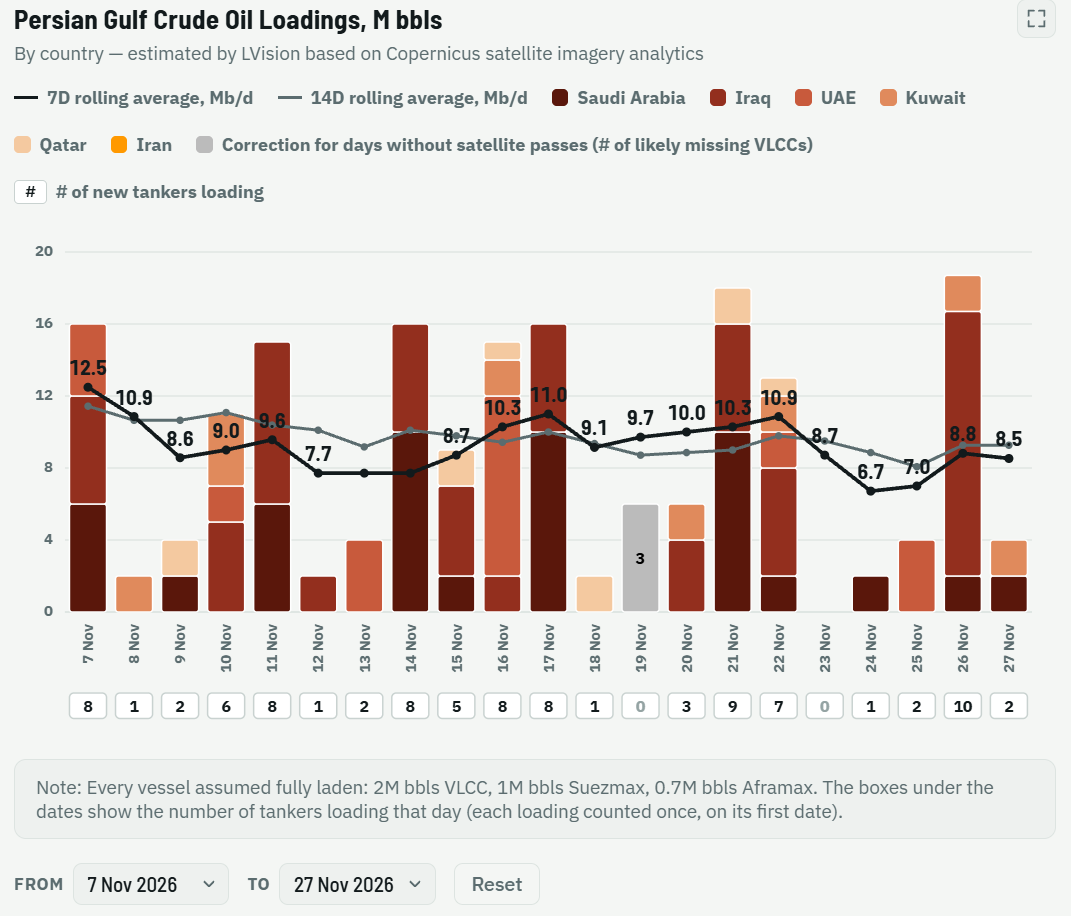 Persian Gulf Crude Oil Loadings, M bbls
By country — estimated by LVision based on Copernicus satellite imagery analytics
7D rolling average, Mb/d 14D rolling average, Mb/d Saudi Arabia Iraq UAE Kuwait
Qatar Iran Correction for days without satellite passes (# of likely missing VLCCs)
# # of new tankers loading
20
16
12
8
4
0
12.5 10.9 8.6 9.0 9.6 7.7 8.7 10.3 11.0 9.1 9.7 10.0 10.3 10.9 8.7 6.7 7.0 8.8 8.5
3
7 Nov 8 Nov 9 Nov 10 Nov 11 Nov 12 Nov 13 Nov 14 Nov 15 Nov 16 Nov 17 Nov 18 Nov 19 Nov 20 Nov 21 Nov 22 Nov 23 Nov 24 Nov 25 Nov 26 Nov 27 Nov
8 1 2 6 8 1 2 8 5 8 8 1 0 3 9 7 0 1 2 10 2
Note: Every vessel assumed fully laden: 2M bbls VLCC, 1M bbls Suezmax, 0.7M bbls Aframax. The boxes under the
dates show the number of tankers loading that day (each loading counted once, on its first date).
FROM 7 Nov 2026 TO 27 Nov 2026 Reset